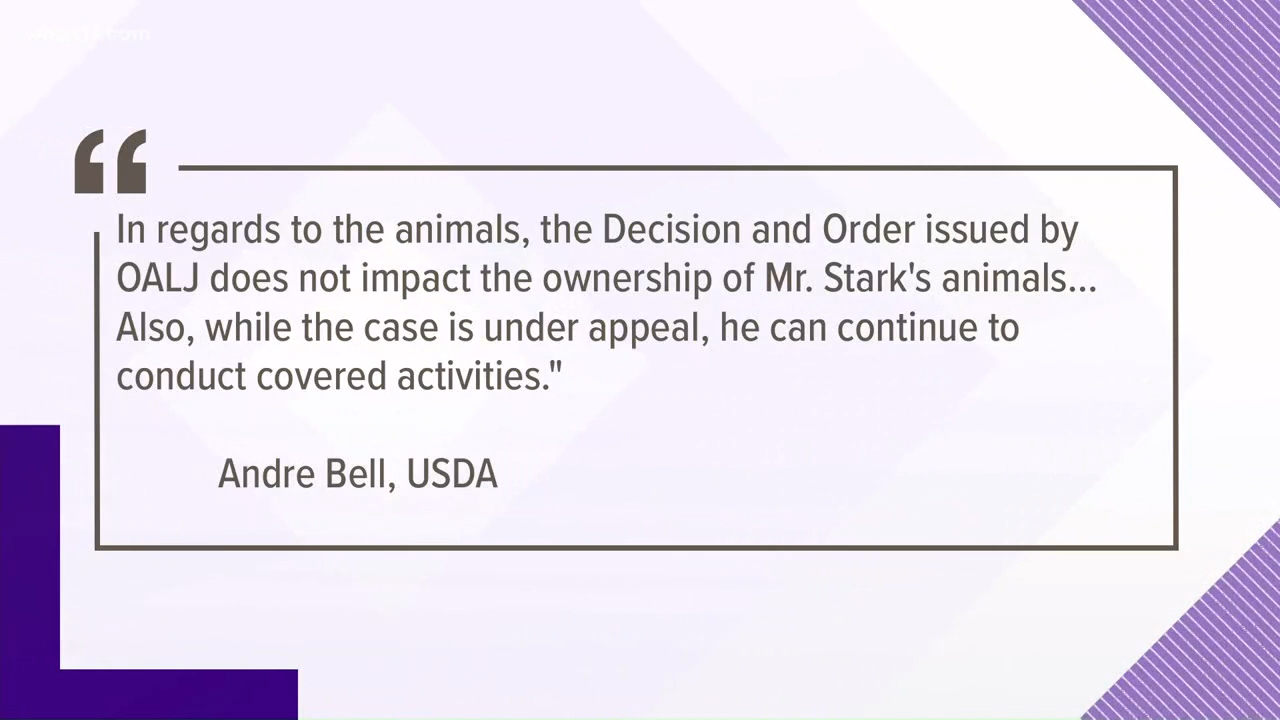 “
In regards to the animals, the Decision and Order issued by
OALJ does not impact the ownership of Mr. Stark's animals...
Also, while the case is under appeal, he can continue to
conduct covered activities."
Andre Bell, USDA